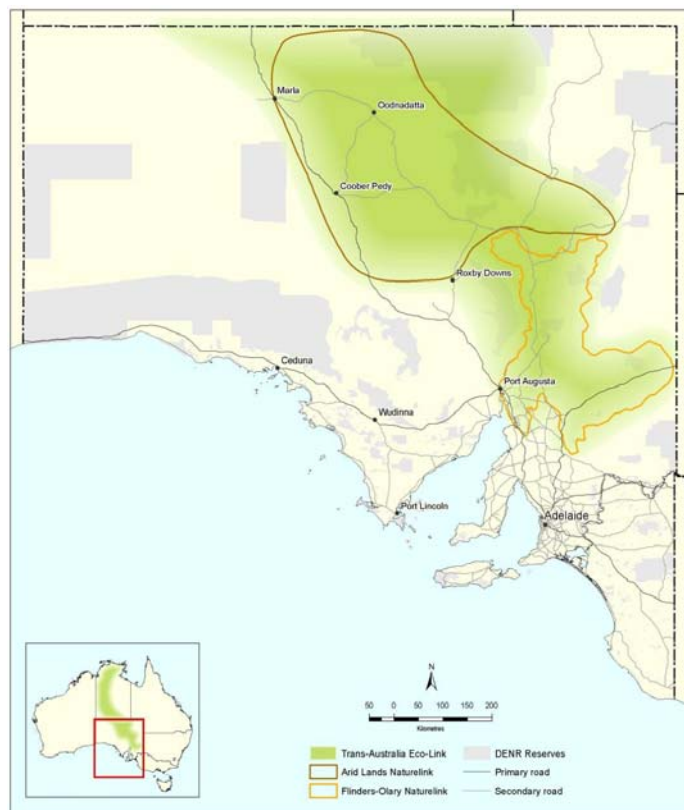 Marla
Oodnadatta
Coober Pedy
Roxby Downs
Ceduna
Port Augusta
Wudinna
Port Lincoln
Adelaide
N
50 0 50 100 150 200
Kilometres
Trans-Australia Eco-Link
Arid Lands Naturelink
Flinders-Olary Naturelink
DENR Reserves
Primary road
Secondary road